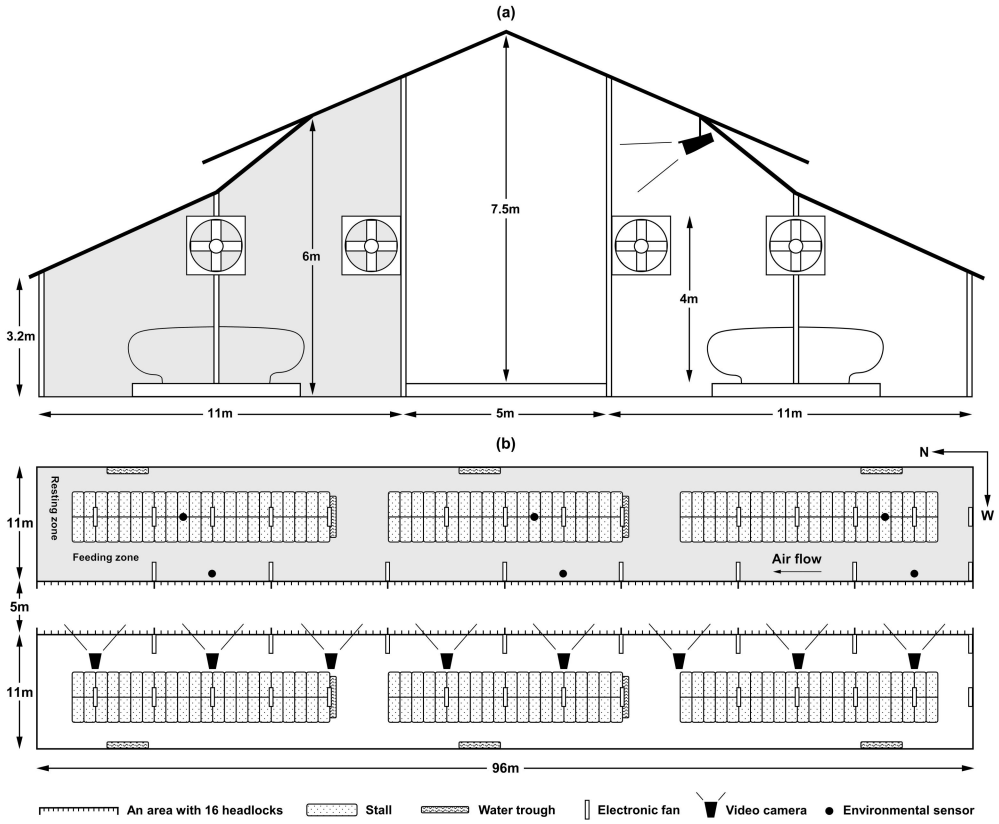 (a)
7.5m
6m
4m
3.2m
11m
5m
11m
(b)
N
W
Resting zone
11m
Feeding zone
Air flow
5m
11m
96m
An area with 16 headlocks
Stall
Water trough
Electronic fan
Video camera
Environmental sensor